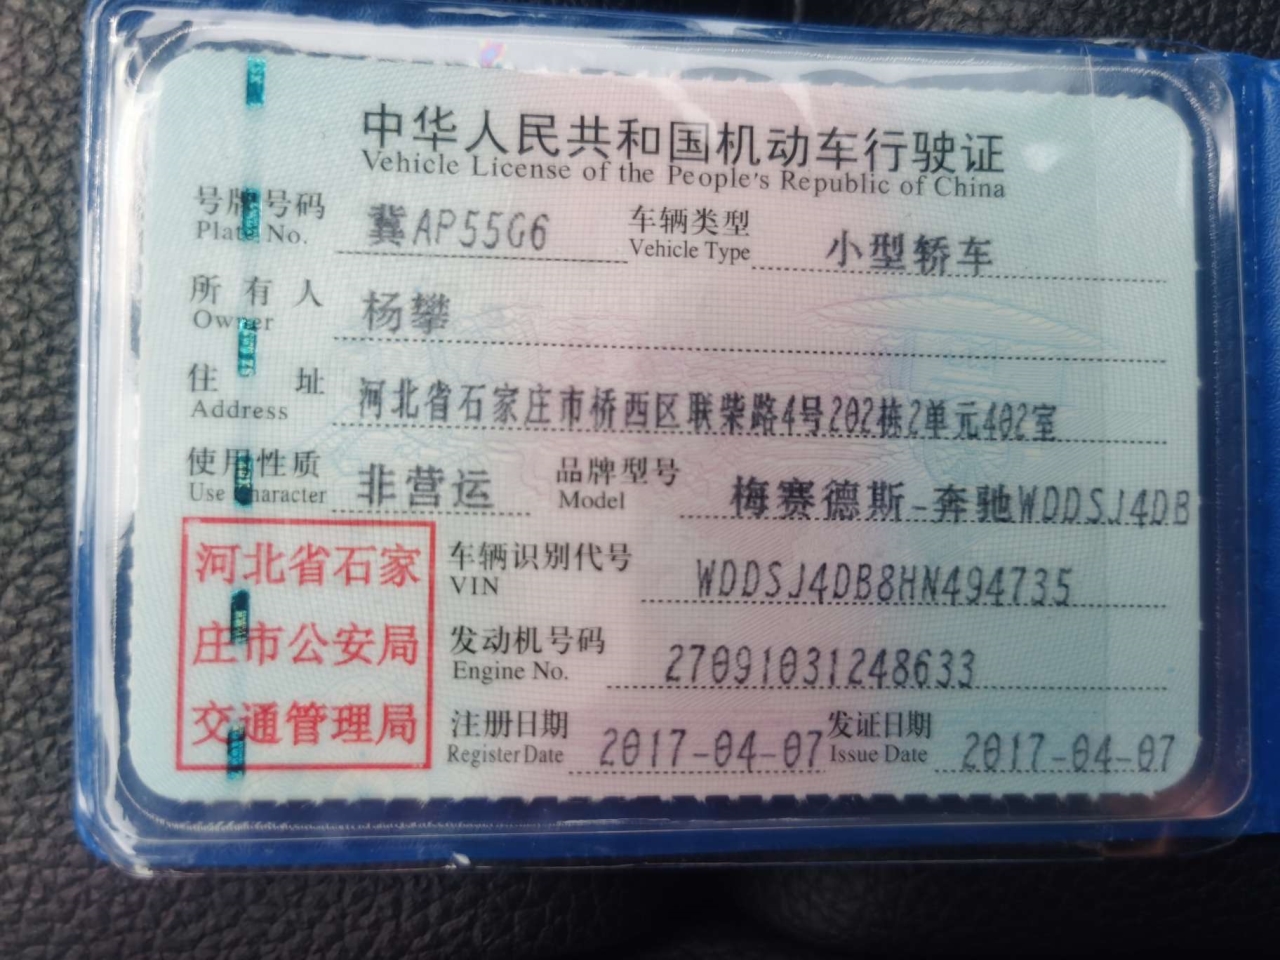 中华人民共和国机动车行驶证
Vehicle License of the People's Republic of China
号牌号码 冀AP55G6 车辆类型 小型轿车
Plate No. Vehicle Type
所有人 杨攀
Owner
住址 河北省石家庄市桥西区联柴路4号202栋2单元402室
Address
使用性质 非营运 品牌型号 梅赛德斯-奔驰WDDSJ4DB
Use Character Model
河北省石家
庄市公安局
交通管理局
车辆识别代号 WDDSJ4DB8HN494735
VIN
发动机号码 27091031248633
Engine No.
注册日期 2017-04-07 发证日期 2017-04-07
Register Date Issue Date